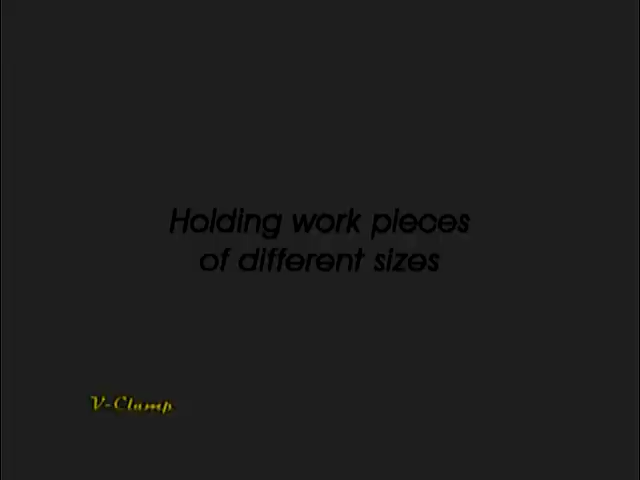 Holding work pieces
of different sizes
V-Clamp